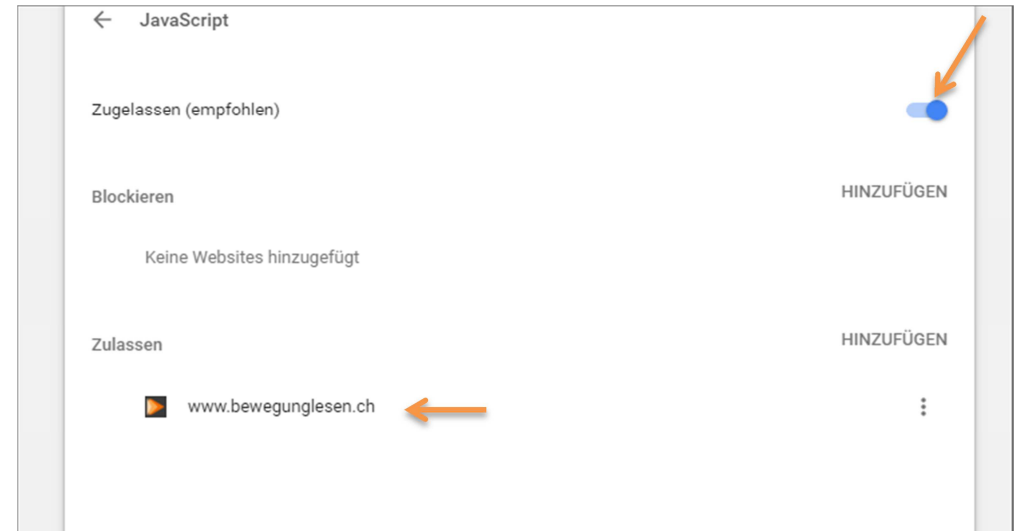 JavaScript
Zugelassen (empfohlen)
Blockieren HINZUFÜGEN
Keine Websites hinzugefügt
Zulassen HINZUFÜGEN
www.bewegunglesen.ch